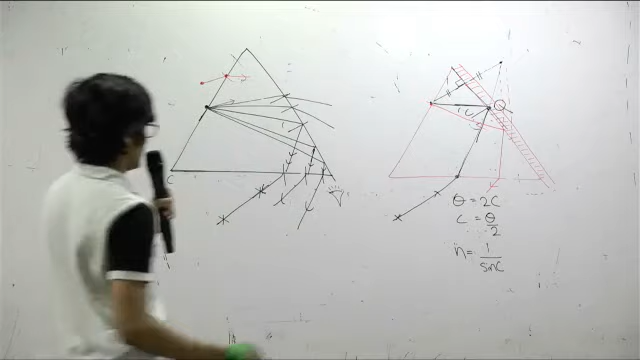 C
Q
θ = 2C
C = θ/2
n = 1/SinC